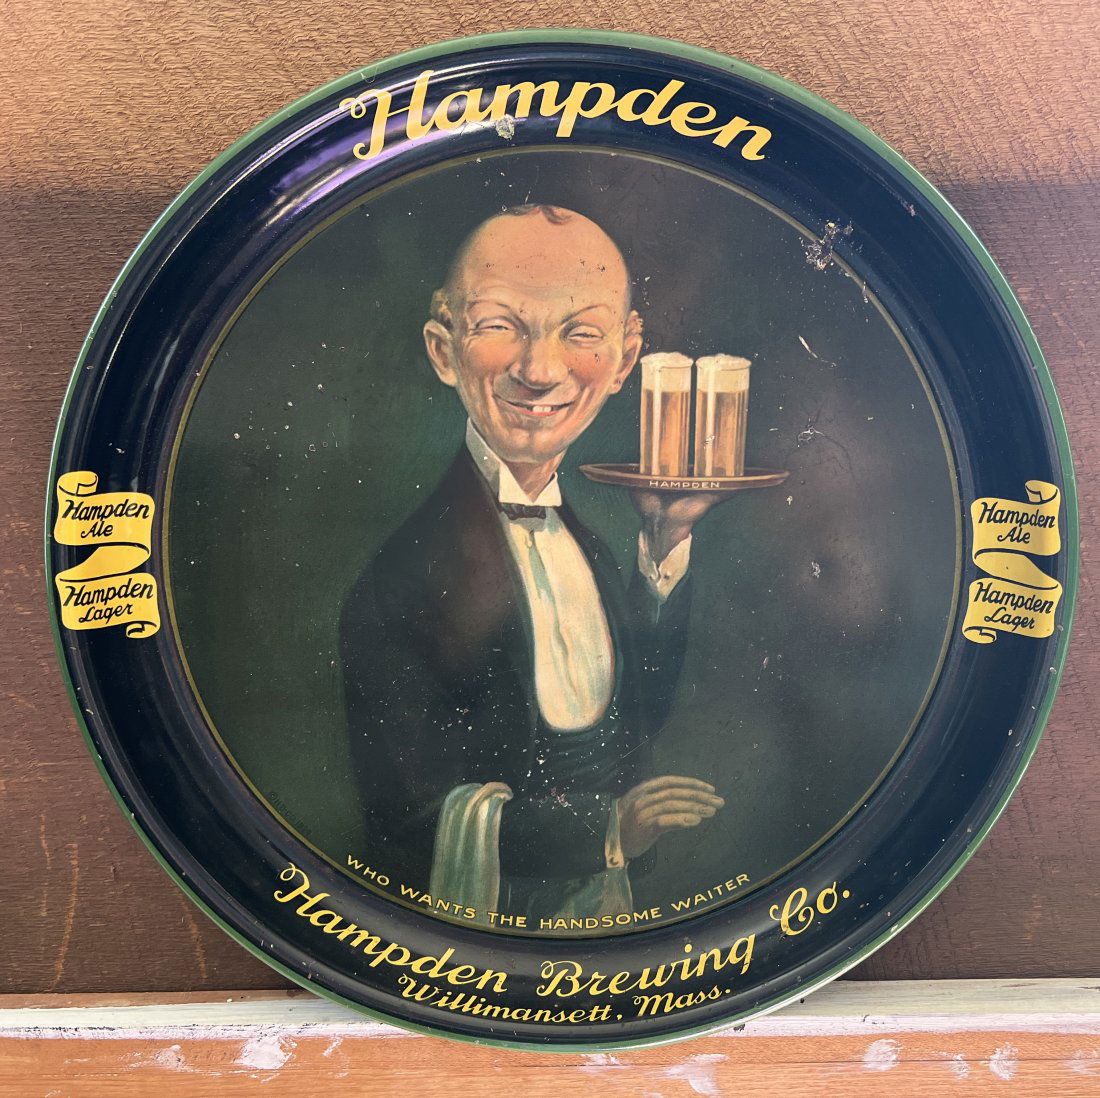 Hampden
HAMPDEN
Hampden
Ale
Hampden
Lager
Hampden
Ale
Hampden
Lager
WHO WANTS THE HANDSOME WAITER
Hampden Brewing Co.
Willimansett, Mass.